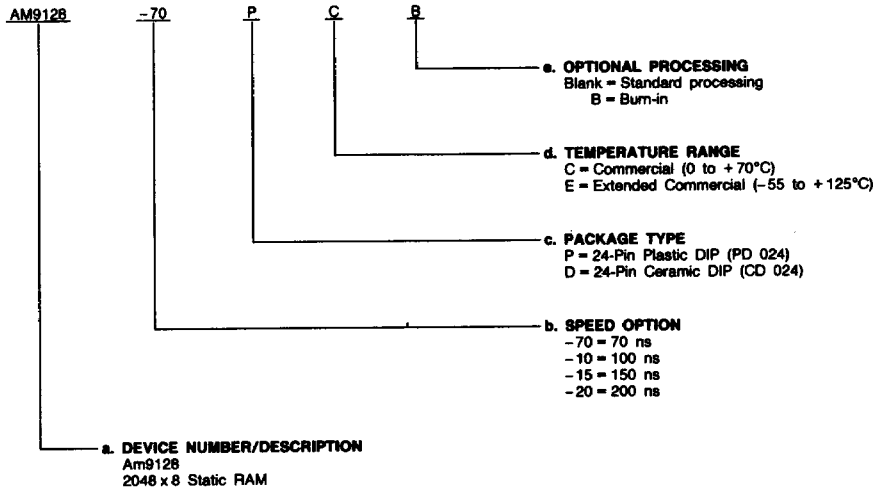 AM9128 -70 P C B
e. OPTIONAL PROCESSING
Blank = Standard processing
B = Burn-in
d. TEMPERATURE RANGE
C = Commercial (0 to +70°C)
E = Extended Commercial (-55 to +125°C)
c. PACKAGE TYPE
P = 24-Pin Plastic DIP (PD 024)
D = 24-Pin Ceramic DIP (CD 024)
b. SPEED OPTION
-70 = 70 ns
-10 = 100 ns
-15 = 150 ns
-20 = 200 ns
a. DEVICE NUMBER/DESCRIPTION
Am9128
2048 x 8 Static RAM